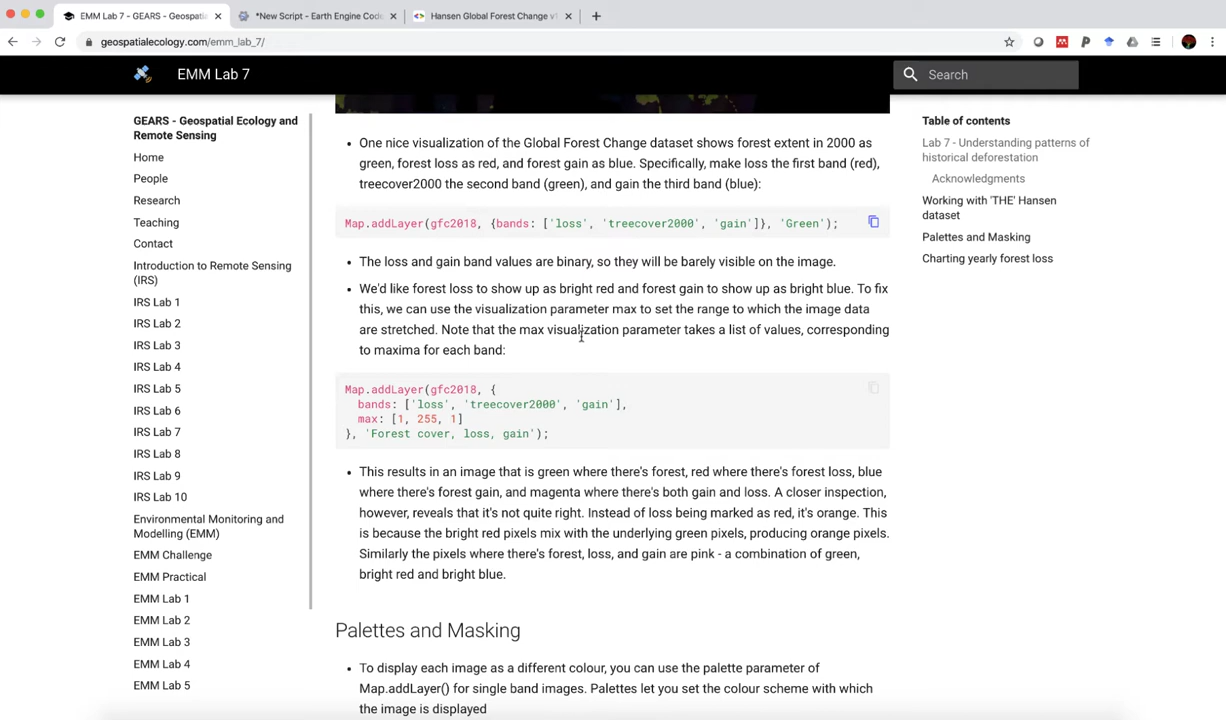 EMM Lab 7 - GEARS - Geospatia
*New Script - Earth Engine Code
Hansen Global Forest Change v1
geospatialecology.com/emm_lab_7/
EMM Lab 7
Search
GEARS - Geospatial Ecology and
Remote Sensing
Home
People
Research
Teaching
Contact
Introduction to Remote Sensing
(IRS)
IRS Lab 1
IRS Lab 2
IRS Lab 3
IRS Lab 4
IRS Lab 5
IRS Lab 6
IRS Lab 7
IRS Lab 8
IRS Lab 9
IRS Lab 10
Environmental Monitoring and
Modelling (EMM)
EMM Challenge
EMM Practical
EMM Lab 1
EMM Lab 2
EMM Lab 3
EMM Lab 4
EMM Lab 5
• One nice visualization of the Global Forest Change dataset shows forest extent in 2000 as
green, forest loss as red, and forest gain as blue. Specifically, make loss the first band (red),
treecover2000 the second band (green), and gain the third band (blue):
Map.addLayer(gfc2018, {bands: ['loss', 'treecover2000', 'gain']}, 'Green');
• The loss and gain band values are binary, so they will be barely visible on the image.
• We'd like forest loss to show up as bright red and forest gain to show up as bright blue. To fix
this, we can use the visualization parameter max to set the range to which the image data
are stretched. Note that the max visualization parameter takes a list of values, corresponding
to maxima for each band:
Map.addLayer(gfc2018, {
bands: ['loss', 'treecover2000', 'gain'],
max: [1, 255, 1]
}, 'Forest cover, loss, gain');
• This results in an image that is green where there's forest, red where there's forest loss, blue
where there's forest gain, and magenta where there's both gain and loss. A closer inspection,
however, reveals that it's not quite right. Instead of loss being marked as red, it's orange. This
is because the bright red pixels mix with the underlying green pixels, producing orange pixels.
Similarly the pixels where there's forest, loss, and gain are pink - a combination of green,
bright red and bright blue.
Palettes and Masking
• To display each image as a different colour, you can use the palette parameter of
Map.addLayer() for single band images. Palettes let you set the colour scheme with which
the image is displayed
Table of contents
Lab 7 - Understanding patterns of
historical deforestation
Acknowledgments
Working with 'THE' Hansen
dataset
Palettes and Masking
Charting yearly forest loss